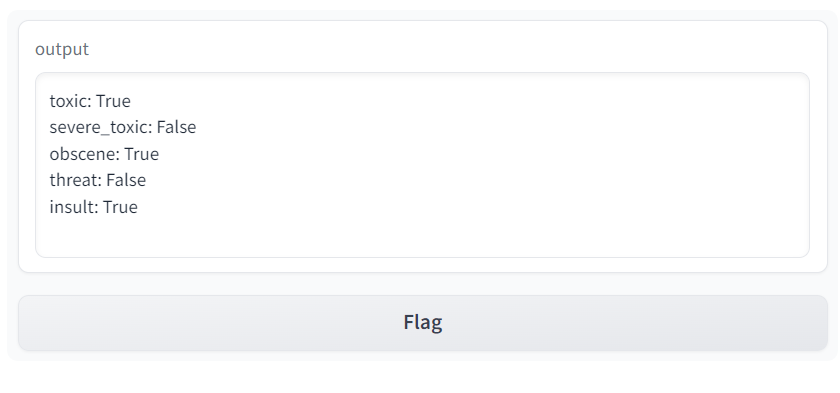 output
toxic: True
severe_toxic: False
obscene: True
threat: False
insult: True
Flag